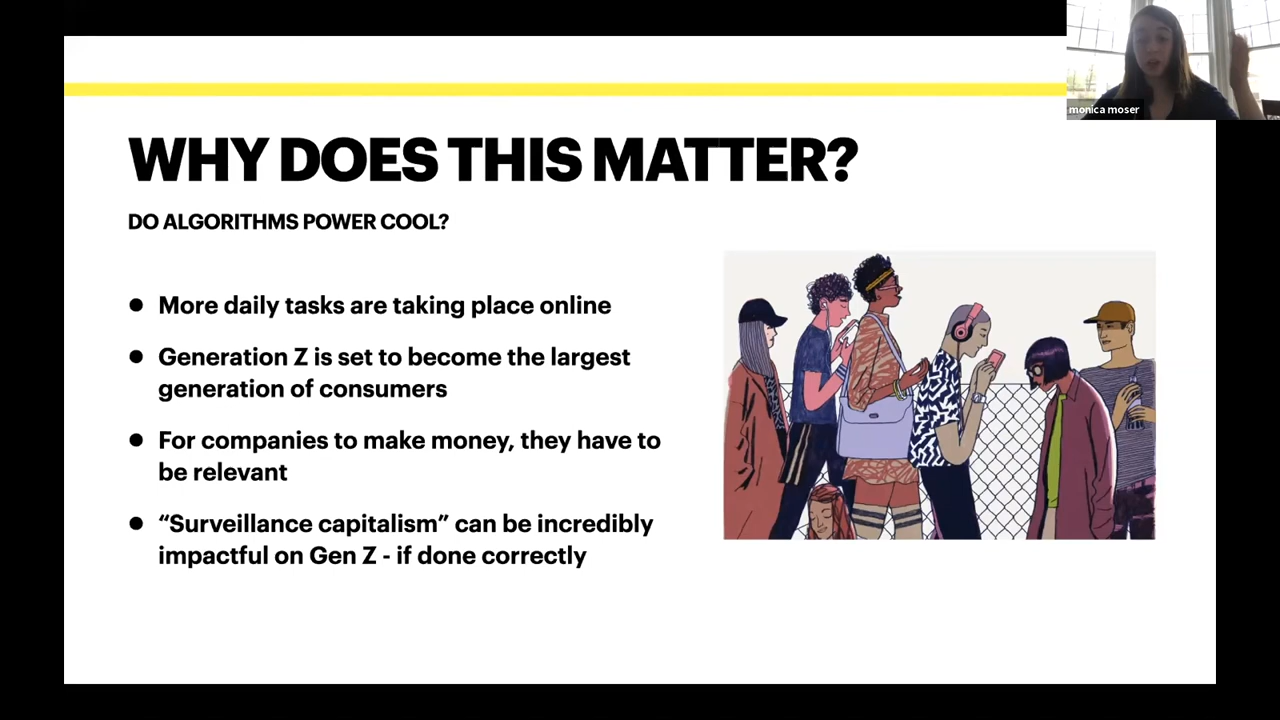 monica moser
WHY DOES THIS MATTER?
DO ALGORITHMS POWER COOL?
● More daily tasks are taking place online
● Generation Z is set to become the largest
generation of consumers
● For companies to make money, they have to
be relevant
● “Surveillance capitalism” can be incredibly
impactful on Gen Z - if done correctly